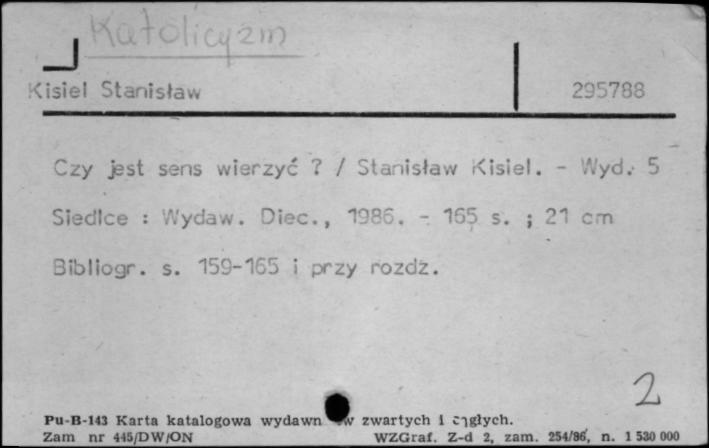 Katolicyzm
Kisiel Stanisław 295788
Czy jest sens wierzyć ? / Stanisław Kisiel. - Wyd. 5
Siedlce : Wydaw. Diec., 1986. - 165 s. ; 21 cm
Bibliogr. s. 159-165 i przy rozdz.
2
Pu-B-143 Karta katalogowa wydawn w zwartych i głych.
Zam nr 445/DW/ON WZGraf. Z-d 2, zam. 254/86, n. 1 530 000